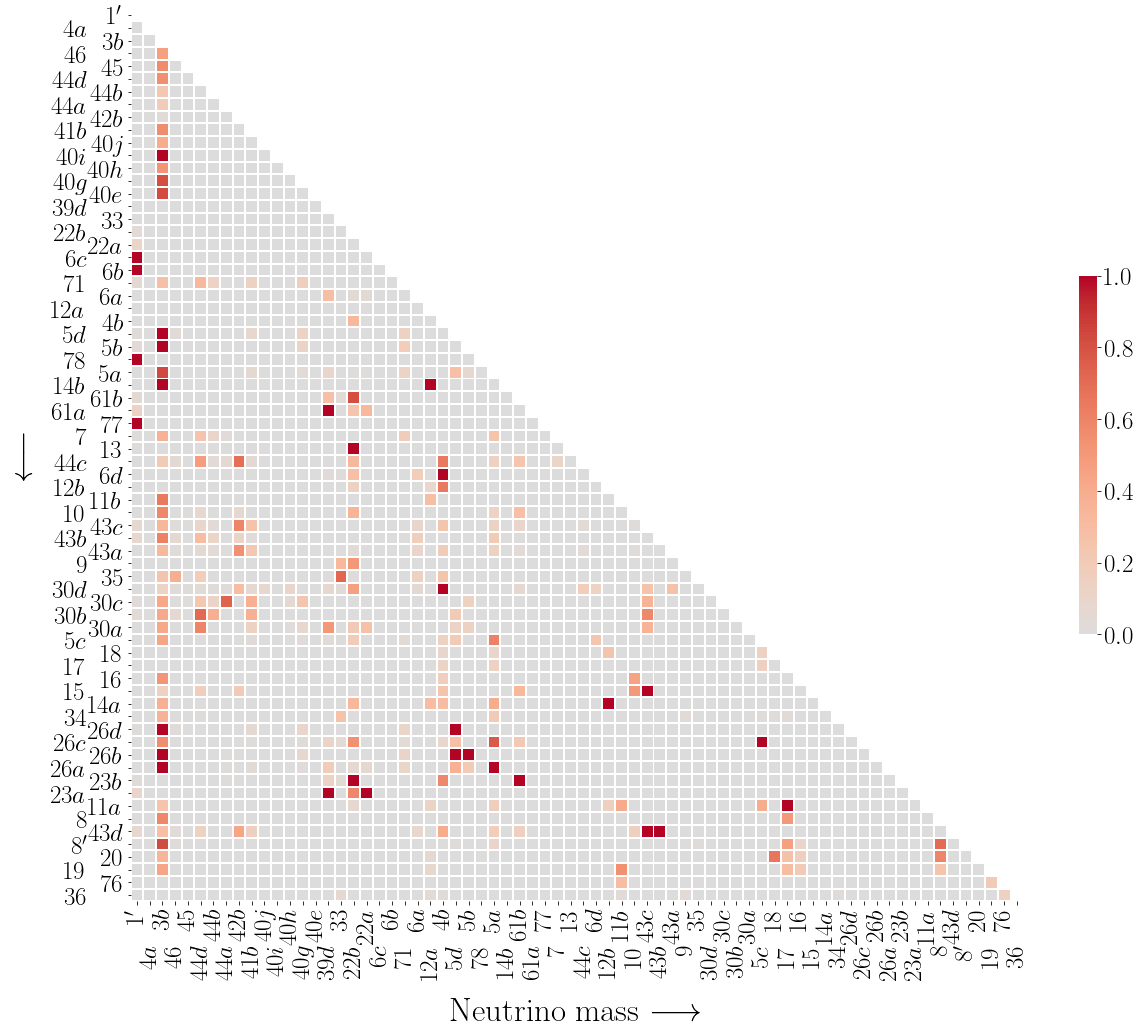 1′
4a
3b
46
45
44d
44b
44a
42b
41b
40j
40i
40h
40g
40e
39d
33
22b
22a
6c
6b
71
6a
12a
4b
5d
5b
78
5a
14b
61b
61a
77
7
13
44c
6d
12b
11b
10
43c
43b
43a
9
35
30d
30c
30b
30a
5c
18
17
16
15
14a
34
26d
26c
26b
26a
23b
23a
11a
8
43d
8′
20
19
76
36
1.0
0.8
0.6
0.4
0.2
0.0
←
1′ 3b 45 44b 42b 40j 40h 40e 33 22a 6b 6a 4b 5b 5a 61b 77 13 6d 11b 43c 43a 35 30c 30a 18 16 14a 26d 26b 23b 11a 43d 20 76
4a 46 44d 44a 41b 40i 40g 39d 22b 6c 71 12a 5d 78 14b 61a 7 44c 12b 10 43b 9 30d 30b 5c 17 15 34 26c 26a 23a 8 8′ 19 36
Neutrino mass ⟶